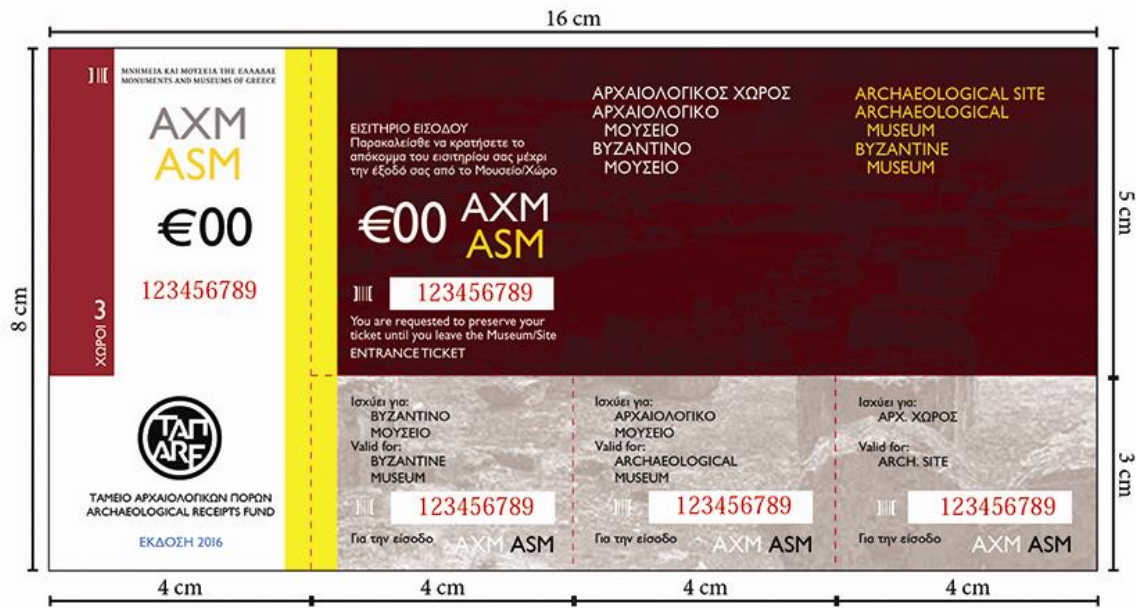 16 cm
8 cm
ΜΝΗΜΕΙΑ ΚΑΙ ΜΟΥΣΕΙΑ ΤΗΣ ΕΛΛΑΔΑΣ
MONUMENTS AND MUSEUMS OF GREECE
ΑΧΜ
ASM
€00
123456789
ΧΩΡΟΙ 3
ΤΑΠ
ARF
ΤΑΜΕΙΟ ΑΡΧΑΙΟΛΟΓΙΚΩΝ ΠΟΡΩΝ
ARCHAEOLOGICAL RECEIPTS FUND
ΕΚΔΟΣΗ 2016
ΕΙΣΙΤΗΡΙΟ ΕΙΣΟΔΟΥ
Παρακαλείσθε να κρατήσετε το
απόκομμα του εισιτηρίου σας μέχρι
την έξοδό σας από το Μουσείο/Χώρο
€00 ΑΧΜ
ASM
123456789
You are requested to preserve your
ticket until you leave the Museum/Site
ENTRANCE TICKET
ΑΡΧΑΙΟΛΟΓΙΚΟΣ ΧΩΡΟΣ
ΑΡΧΑΙΟΛΟΓΙΚΟ
ΜΟΥΣΕΙΟ
ΒΥΖΑΝΤΙΝΟ
ΜΟΥΣΕΙΟ
ARCHAEOLOGICAL SITE
ARCHAEOLOGICAL
MUSEUM
BYZANTINE
MUSEUM
5 cm
Ισχύει για:
ΒΥΖΑΝΤΙΝΟ
ΜΟΥΣΕΙΟ
Valid for:
BYZANTINE
MUSEUM
123456789
Για την είσοδο ΑΧΜ ASM
Ισχύει για:
ΑΡΧΑΙΟΛΟΓΙΚΟ
ΜΟΥΣΕΙΟ
Valid for:
ARCHAEOLOGICAL
MUSEUM
123456789
Για την είσοδο ΑΧΜ ASM
Ισχύει για:
ΑΡΧ. ΧΩΡΟΣ
Valid for:
ARCH. SITE
123456789
Για την είσοδο ΑΧΜ ASM
3 cm
4 cm
4 cm
4 cm
4 cm